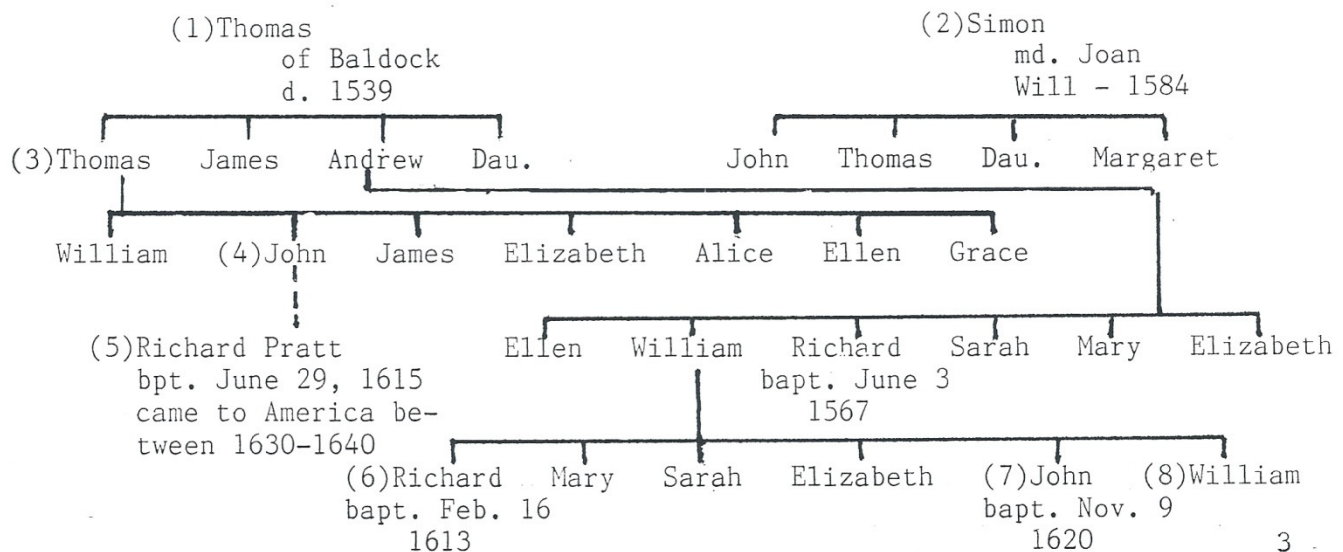 (1)Thomas
of Baldock
d. 1539
(2)Simon
md. Joan
Will - 1584
(3)Thomas James Andrew Dau. John Thomas Dau. Margaret
William (4)John James Elizabeth Alice Ellen Grace
(5)Richard Pratt
bpt. June 29, 1615
came to America be-
tween 1630-1640
Ellen William Richard Sarah Mary Elizabeth
bapt. June 3
1567
(6)Richard Mary Sarah Elizabeth (7)John (8)William
bapt. Feb. 16
1613
bapt. Nov. 9
1620
3